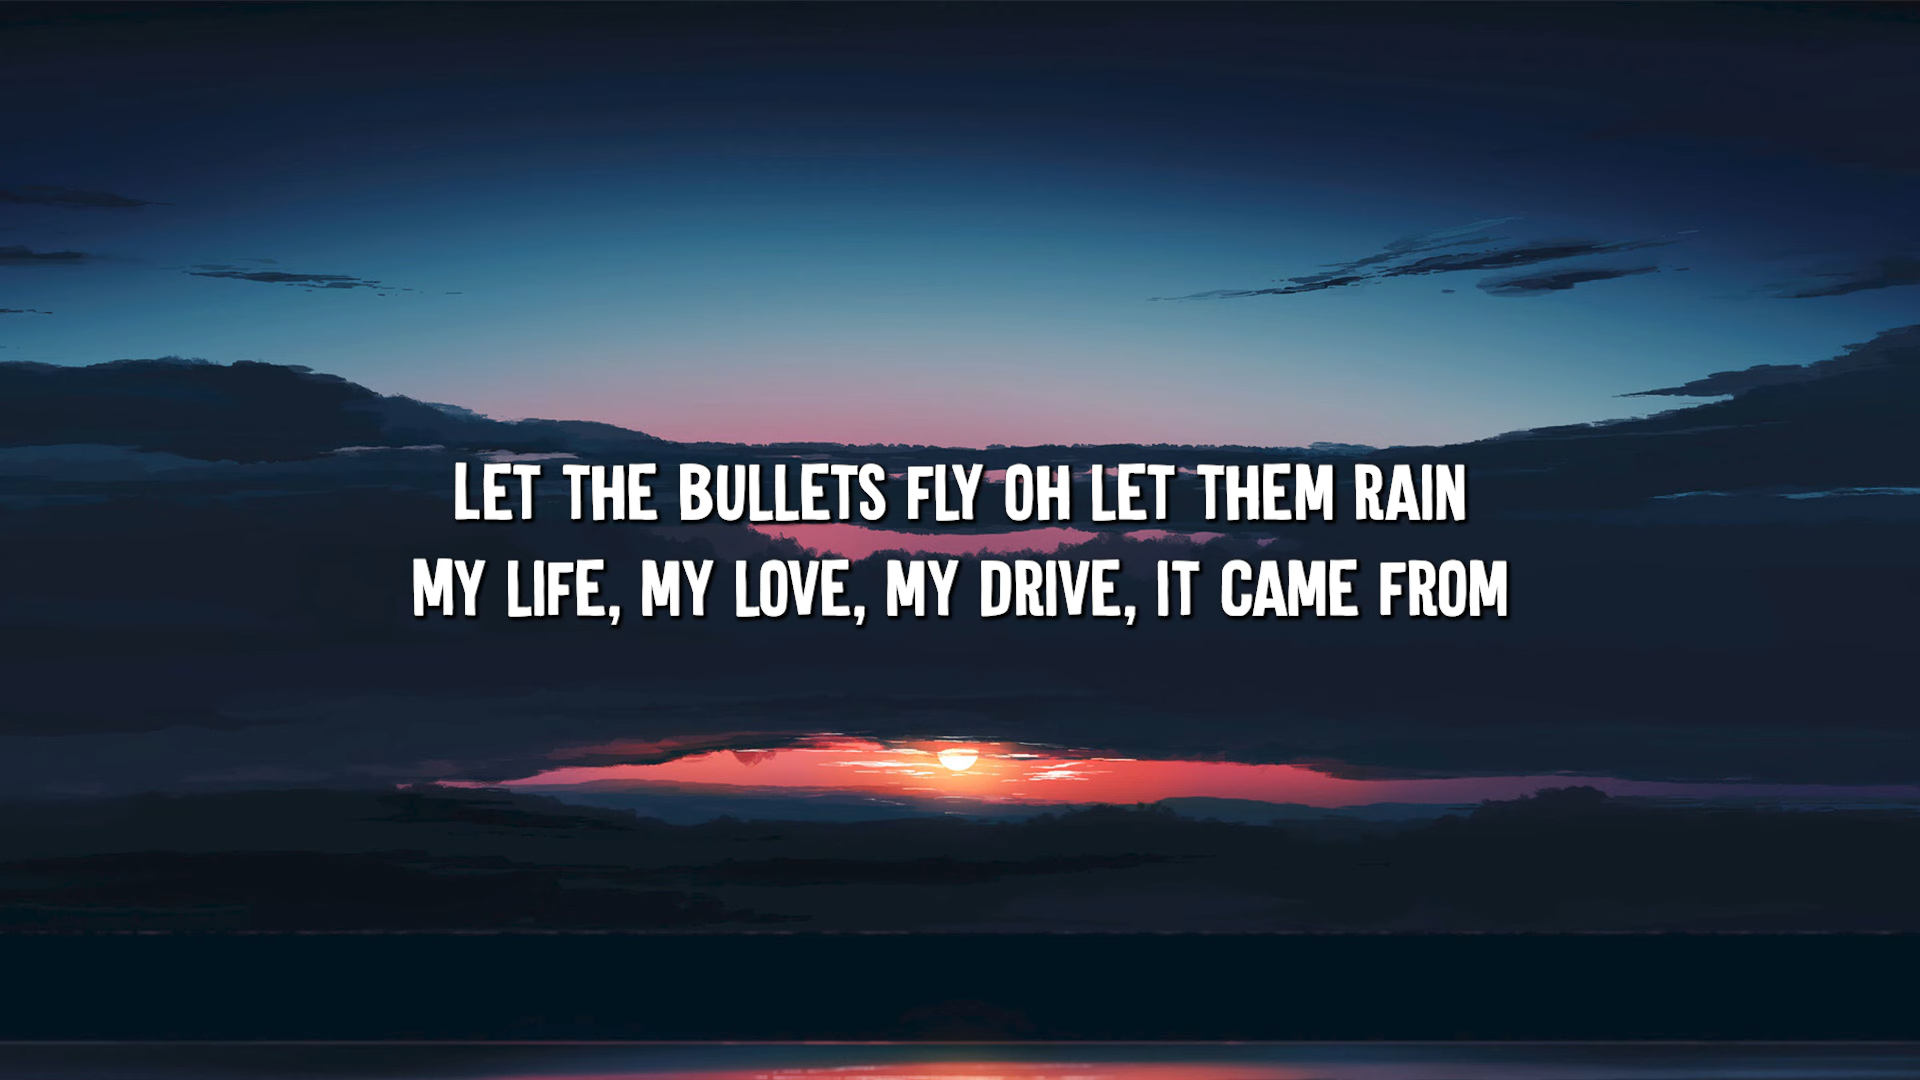 LET THE BULLETS FLY OH LET THEM RAIN
MY LIFE, MY LOVE, MY DRIVE, IT CAME FROM